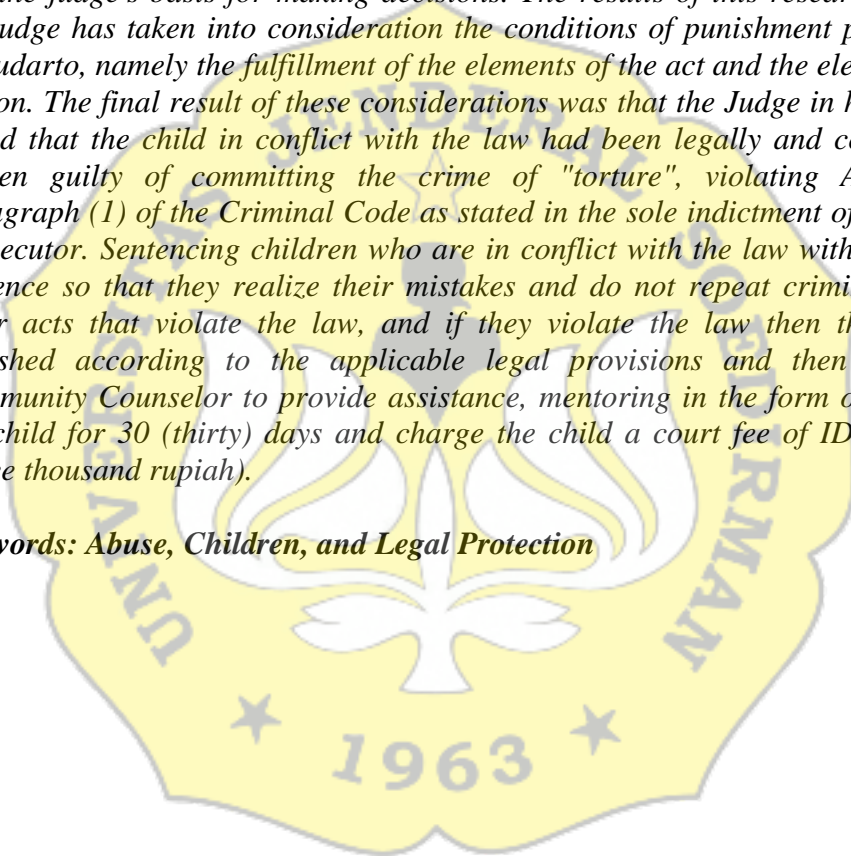 the judge's basis for making decisions. The results of this resear
udge has taken into consideration the conditions of punishment p
udarto, namely the fulfillment of the elements of the act and the ele
on. The final result of these considerations was that the Judge in h
d that the child in conflict with the law had been legally and c
en guilty of committing the crime of "torture", violating A
agraph (1) of the Criminal Code as stated in the sole indictment of
ecutor. Sentencing children who are in conflict with the law with
ence so that they realize their mistakes and do not repeat crimi
r acts that violate the law, and if they violate the law then th
ished according to the applicable legal provisions and then
munity Counselor to provide assistance, mentoring in the form o
child for 30 (thirty) days and charge the child a court fee of ID
e thousand rupiah).
words: Abuse, Children, and Legal Protection
UNIVERSITAS JENDERAL SOEDIRMAN
1963